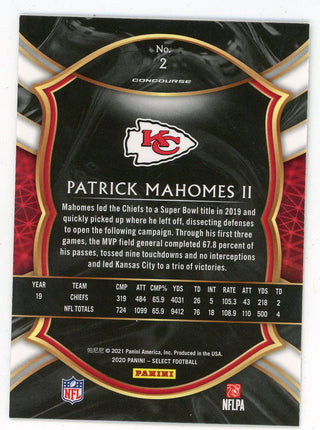 No.
2
CONCOURSE
KC
PATRICK MAHOMES II
Mahomes led the Chiefs to a Super Bowl title in 2019 and
quickly picked up where he left off, dissecting defenses
to open the following campaign. Through his first three
games, the MVP field general completed 67.8 percent of
his passes, tossed nine touchdowns and no interceptions
and led Kansas City to a trio of victories.
YEAR TEAM CMP ATT CMP% YDS TD INT RTG ATT YDS TD
19 CHIEFS 319 484 65.9 4031 26 5 105.3 43 218 2
NFL TOTALS 724 1099 65.9 9412 76 18 108.9 110 500 4
PANINI
帕尼尼 © 2021 Panini America, Inc. Produced in the USA.
2020 PANINI – SELECT FOOTBALL
NFL
NFLPA